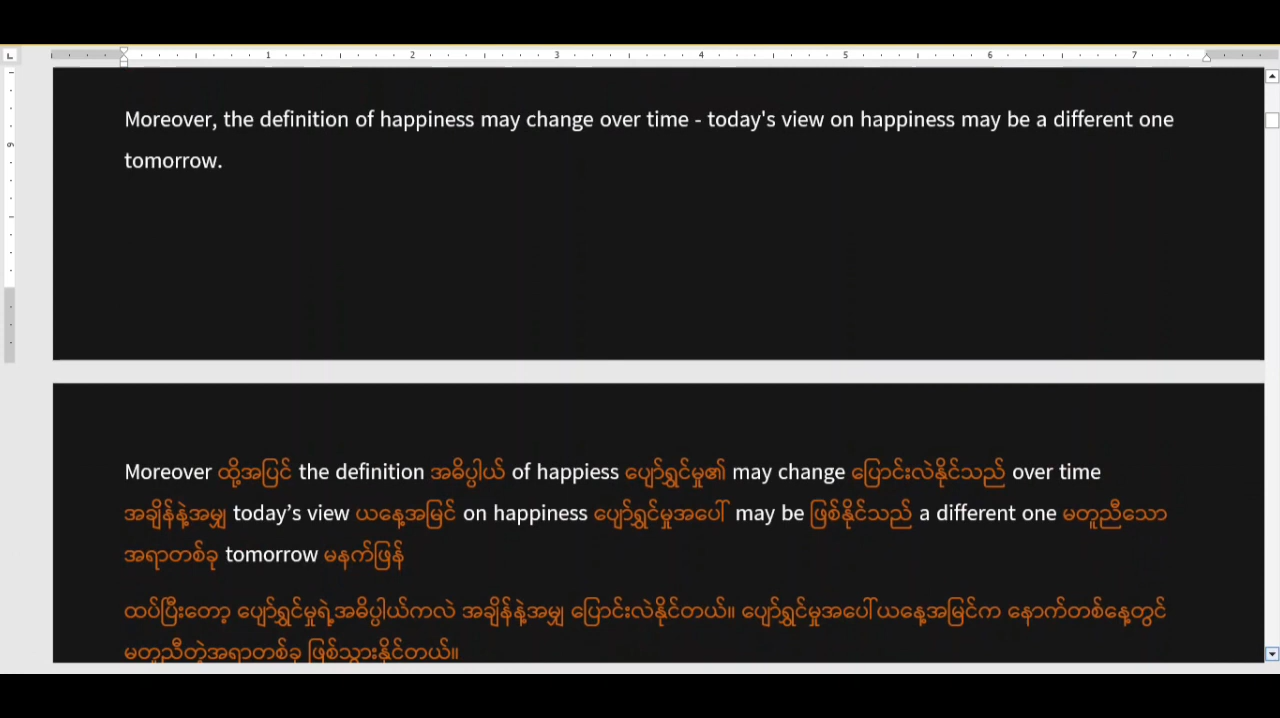 1 2 3 4 5 6 7
9
Moreover, the definition of happiness may change over time - today's view on happiness may be a different one
tomorrow.
Moreover ထို့အပြင် the definition အဓိပ္ပါယ် of happiess ပျော်ရွှင်မှု၏ may change ပြောင်းလဲနိုင်သည် over time
အချိန်နဲ့အမျှ today’s view ယနေ့အမြင် on happiness ပျော်ရွှင်မှုအပေါ် may be ဖြစ်နိုင်သည် a different one မတူညီသော
အရာတစ်ခု tomorrow မနက်ဖြန်
ထပ်ပြီးတော့ ပျော်ရွှင်မှုရဲ့အဓိပ္ပါယ်ကလဲ အချိန်နဲ့အမျှ ပြောင်းလဲနိုင်တယ်။ ပျော်ရွှင်မှုအပေါ်ယနေ့အမြင်က နောက်တစ်နေ့တွင်
မတူညီတဲ့အရာတစ်ခု ဖြစ်သွားနိုင်တယ်။